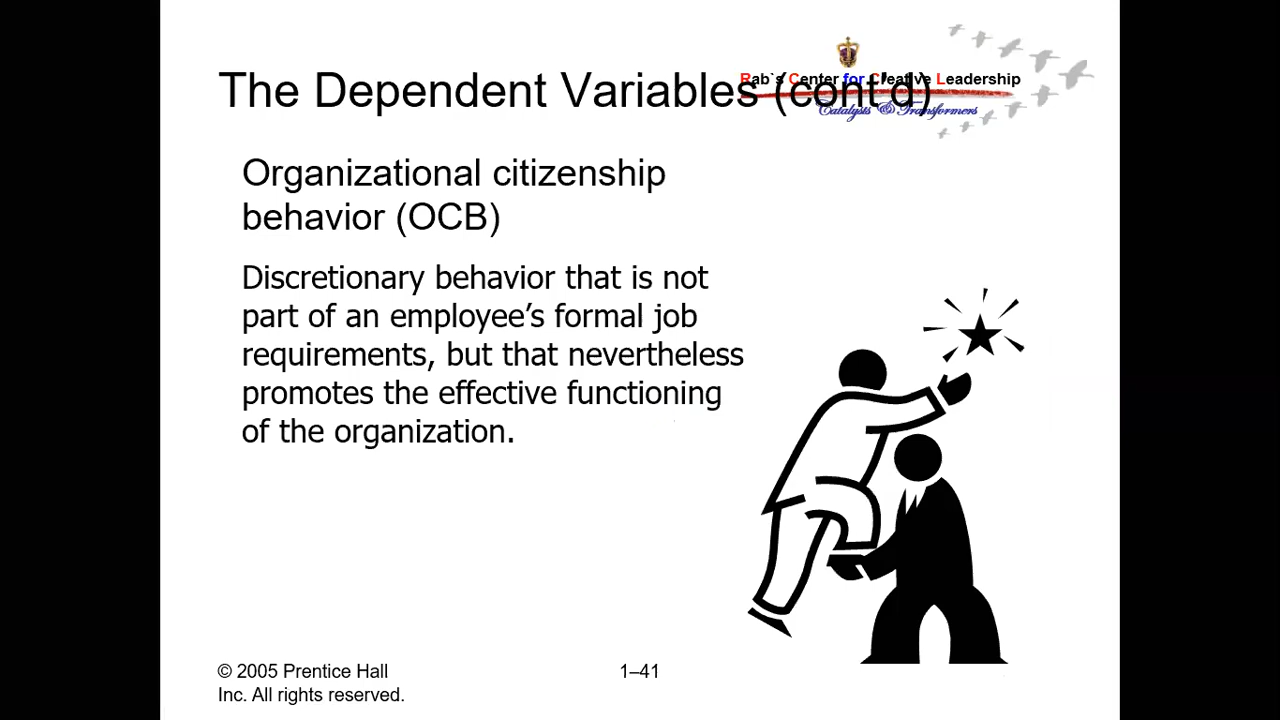 The Dependent Variables (cont'd)
Rab`s Center for Creative Leadership
Catalysts & Transformers
Organizational citizenship
behavior (OCB)
Discretionary behavior that is not
part of an employee’s formal job
requirements, but that nevertheless
promotes the effective functioning
of the organization.
© 2005 Prentice Hall
Inc. All rights reserved.
1–41